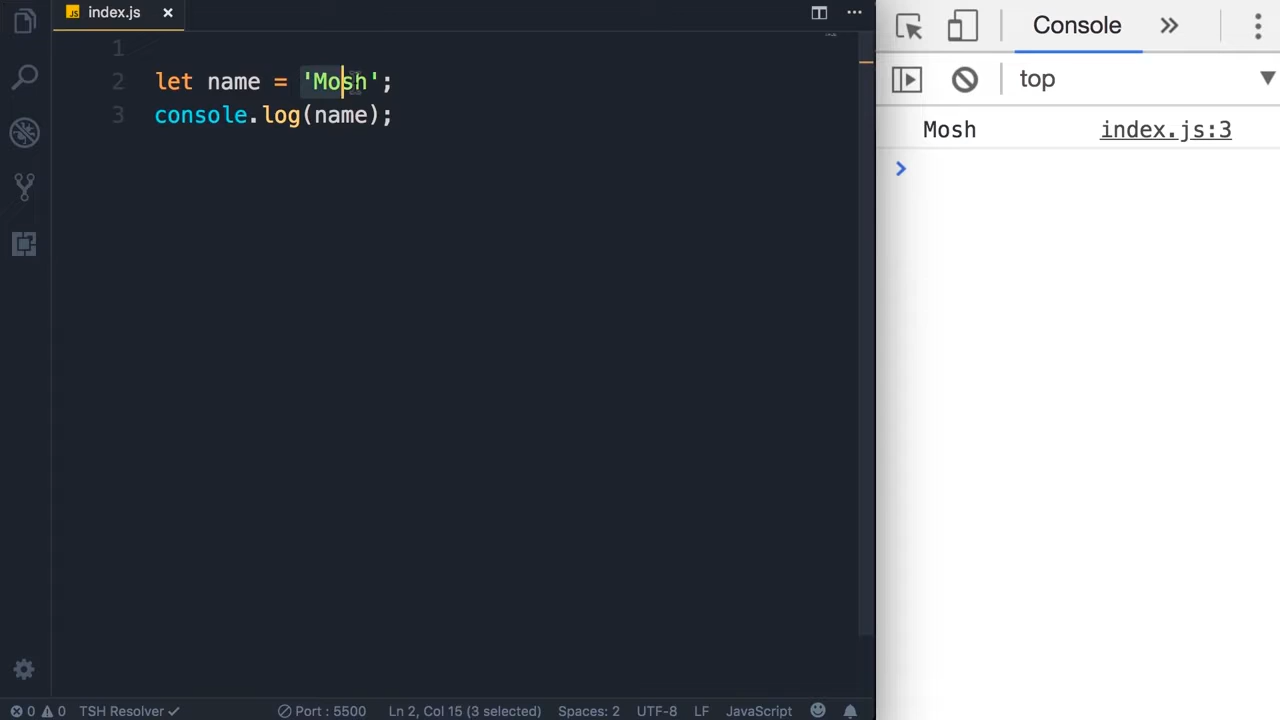 index.js
1
2 let name = 'Mosh';
3 console.log(name);
Console
top
Mosh index.js:3
0 0 TSH Resolver Port : 5500 Ln 2, Col 15 (3 selected) Spaces: 2 UTF-8 LF JavaScript